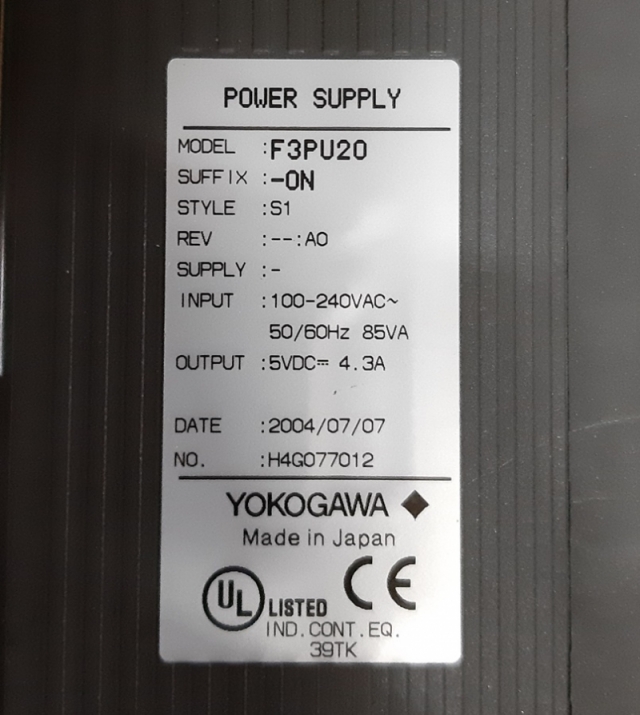 POWER SUPPLY
MODEL :F3PU20
SUFFIX :-0N
STYLE :S1
REV :--:A0
SUPPLY :-
INPUT :100-240VAC~
50/60Hz 85VA
OUTPUT :5VDC⎓ 4.3A
DATE :2004/07/07
NO. :H4G077012
YOKOGAWA ◆
Made in Japan
UL LISTED CE
IND.CONT.EQ.
39TK